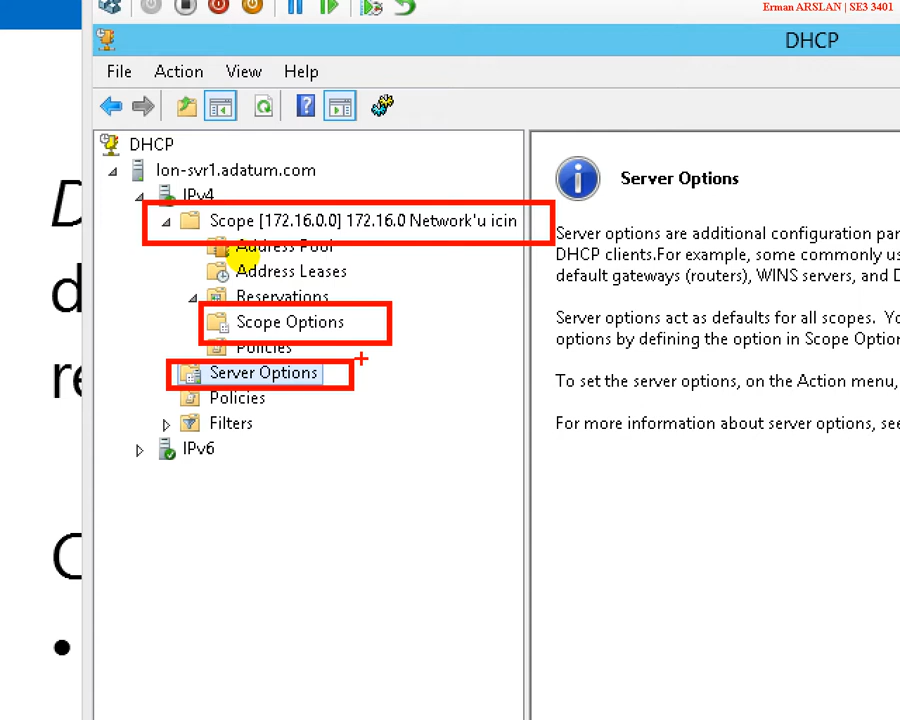 Erman ARSLAN | SE3 3401
DHCP
File Action View Help
DHCP
lon-svr1.adatum.com
IPv4
Scope [172.16.0.0] 172.16.0 Network'u icin
Address Pool
Address Leases
Reservations
Scope Options
Policies
Server Options
Policies
Filters
IPv6
Server Options
Server options are additional configuration
DHCP clients.For example, some commonly
default gateways (routers), WINS servers, and
Server options act as defaults for all scopes.
options by defining the option in Scope
To set the server options, on the Action menu,
For more information about server options, see